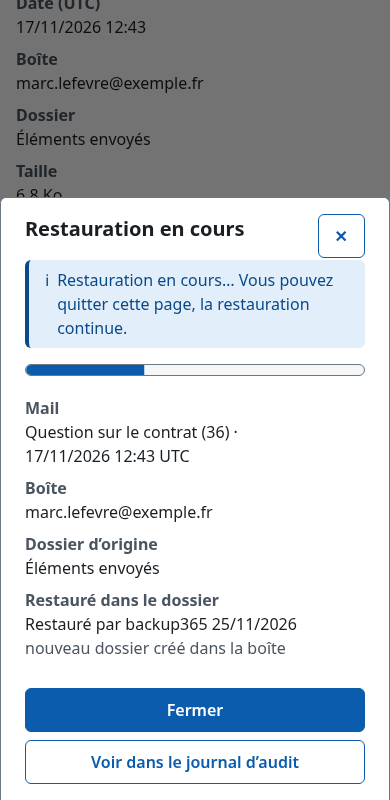 Date (UTC)
17/11/2026 12:43
Boîte
marc.lefevre@exemple.fr
Dossier
Éléments envoyés
Taille
6,8 Ko
Restauration en cours
×
i Restauration en cours… Vous pouvez
quitter cette page, la restauration
continue.
Mail
Question sur le contrat (36) ·
17/11/2026 12:43 UTC
Boîte
marc.lefevre@exemple.fr
Dossier d’origine
Éléments envoyés
Restauré dans le dossier
Restauré par backup365 25/11/2026
nouveau dossier créé dans la boîte
Fermer
Voir dans le journal d’audit